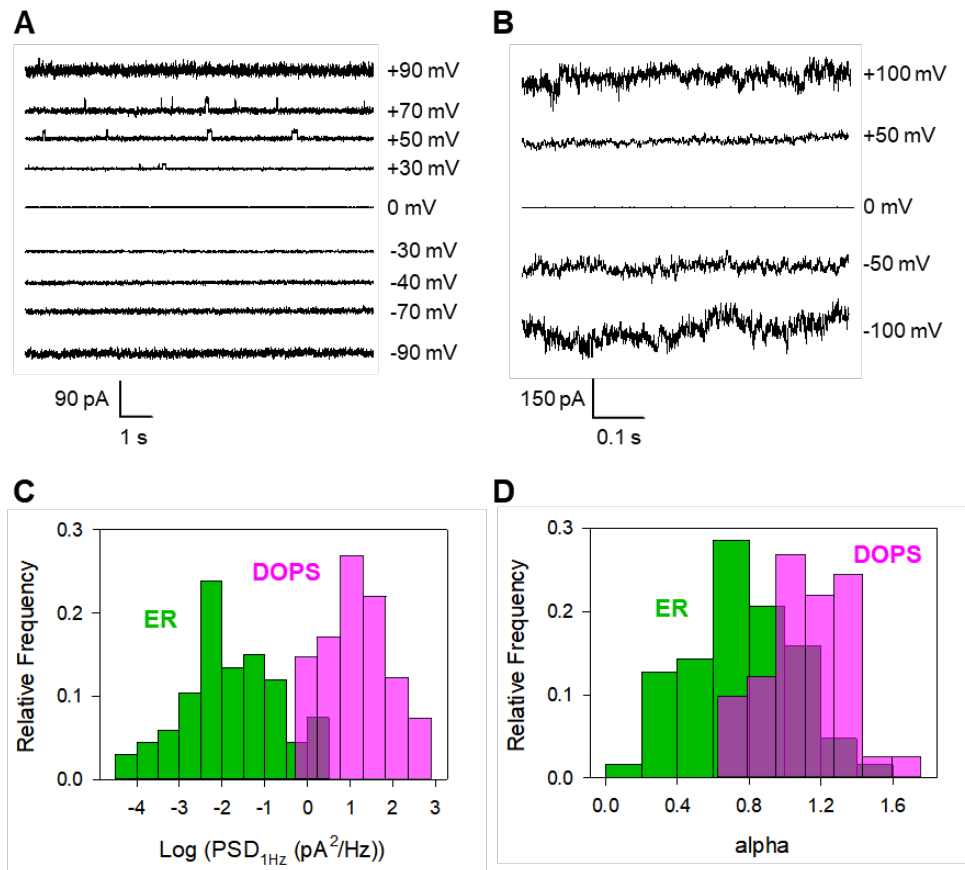 A
+90 mV
+70 mV
+50 mV
+30 mV
0 mV
-30 mV
-40 mV
-70 mV
-90 mV
90 pA
1 s
B
+100 mV
+50 mV
0 mV
-50 mV
-100 mV
150 pA
0.1 s
C
0.3
0.2
0.1
0.0
Relative Frequency
ER
DOPS
-4 -3 -2 -1 0 1 2 3
Log (PSD1Hz (pA²/Hz))
D
0.3
0.2
0.1
0.0
Relative Frequency
ER
DOPS
0.0 0.4 0.8 1.2 1.6
alpha